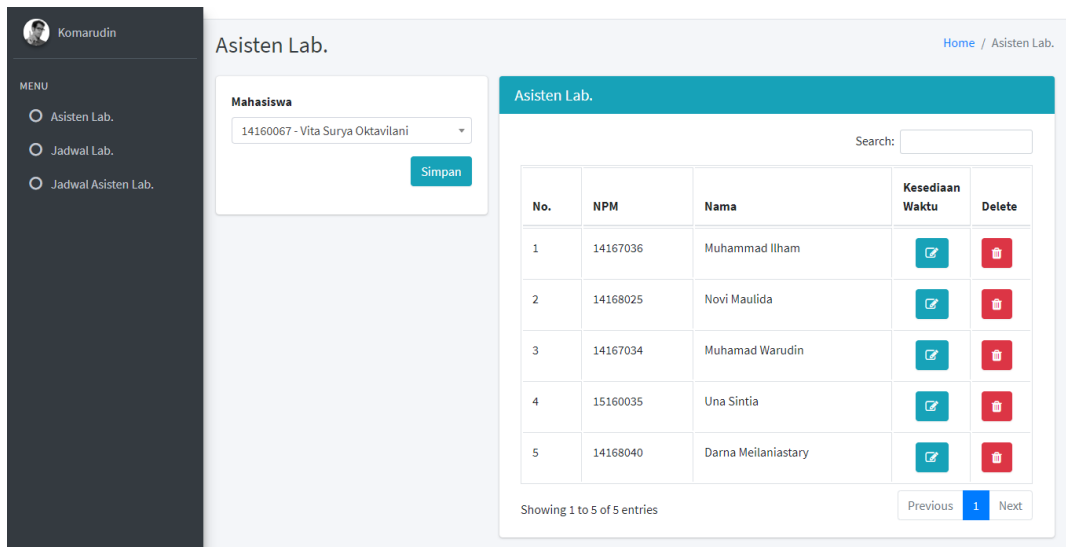 Komarudin
MENU
Asisten Lab.
Jadwal Lab.
Jadwal Asisten Lab.
Asisten Lab.
Home / Asisten Lab.
Mahasiswa
14160067 - Vita Surya Oktavilani
Simpan
Asisten Lab.
Search:
No. NPM Nama Kesediaan Waktu Delete
1 14167036 Muhammad Ilham
2 14168025 Novi Maulida
3 14167034 Muhamad Warudin
4 15160035 Una Sintia
5 14168040 Darna Meilaniastary
Showing 1 to 5 of 5 entries
Previous 1 Next